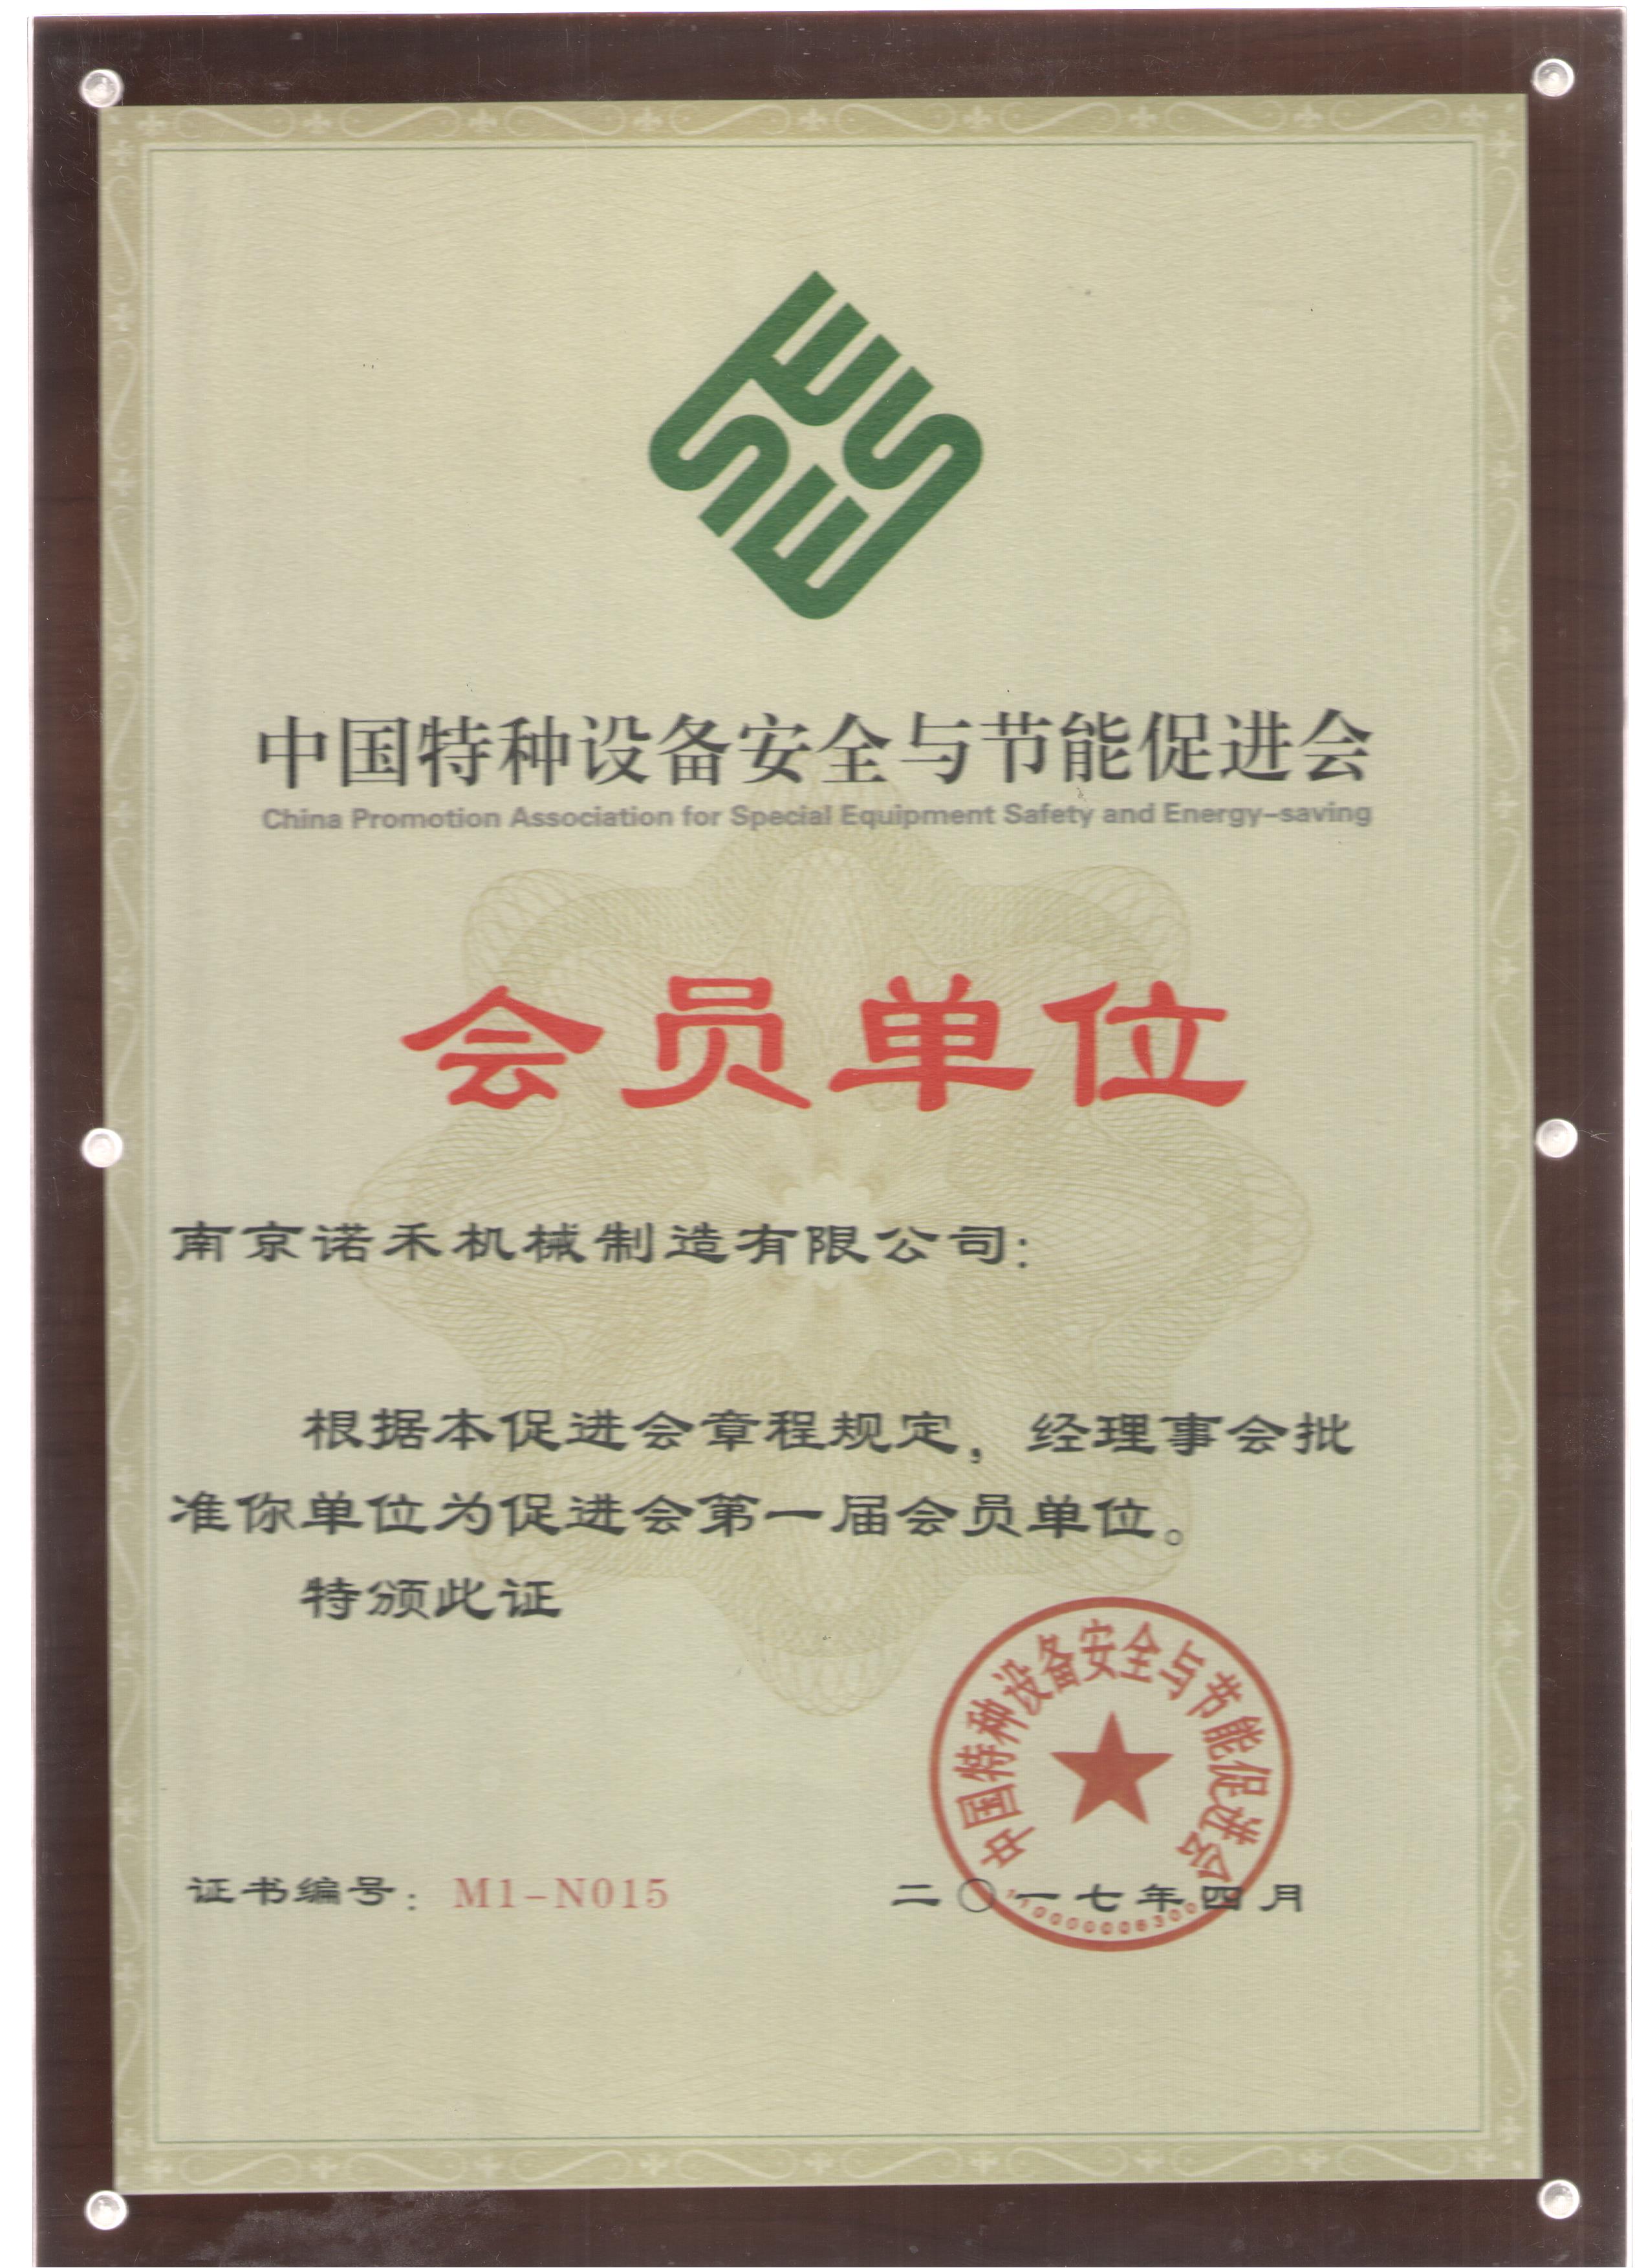 中国特种设备安全与节能促进会
China Promotion Association for Special Equipment Safety and Energy-saving
会员单位
南京诺禾机械制造有限公司:
根据本促进会章程规定，经理事会批
准你单位为促进会第一届会员单位。
特颁此证
中国特种设备安全与节能促进会
证书编号: M1-N015
二〇一七年四月